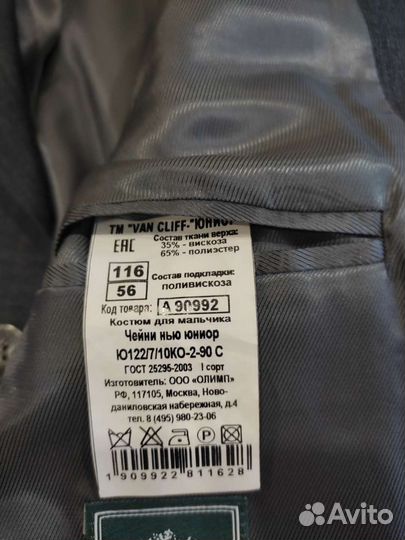 ТМ "VAN CLIFF-"ЮНИОР
ЕАС
Состав ткани верха:
35% - вискоза
65% - полиэстер
116
56
Состав подкладки:
поливискоза
Код товара: А 90992
Костюм для мальчика
Чейни нью юниор
Ю122/7/10КО-2-90 С
ГОСТ 25295-2003 I сорт
Изготовитель: ООО «ОЛИМП»
РФ, 117105, Москва, Ново-
даниловская набережная, д.4
тел. 8 (495) 980-23-06
P
1 909922 811628
Avito